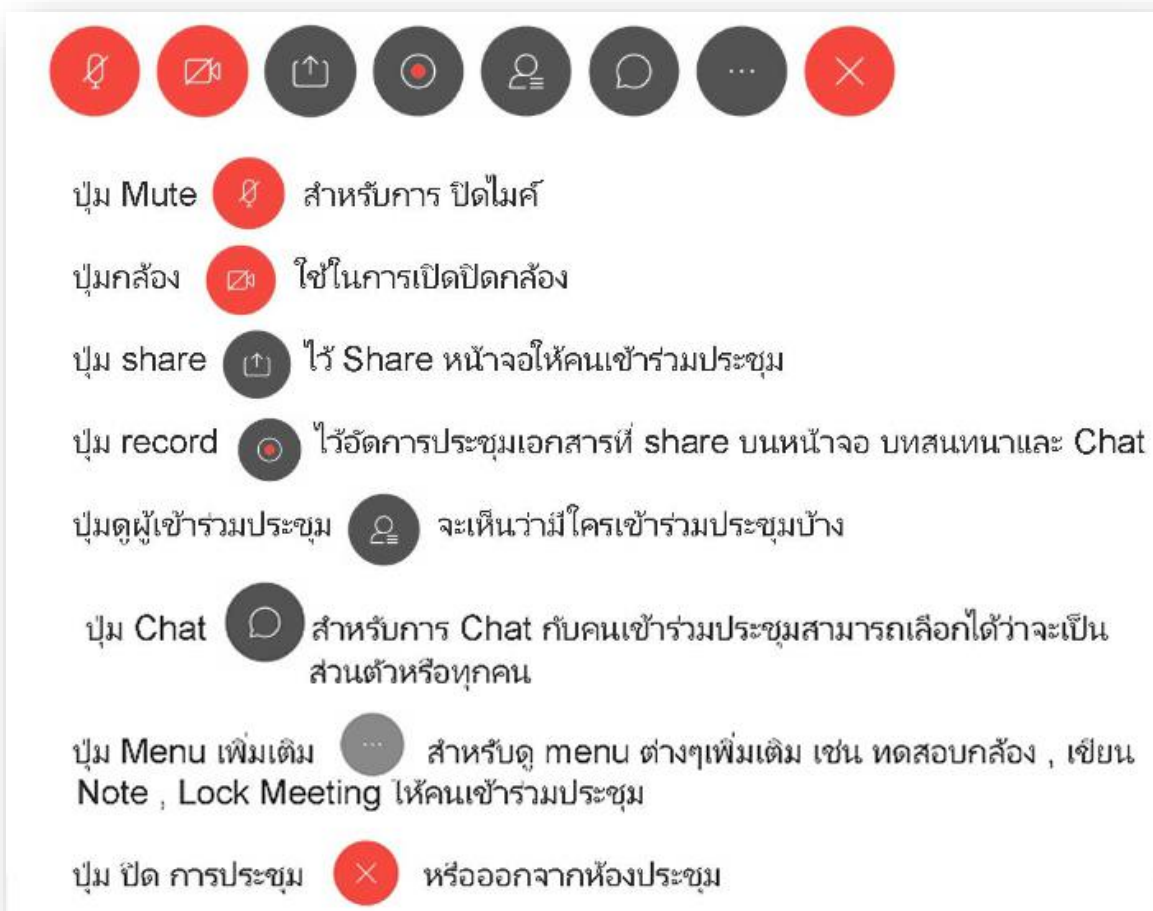 ปุ่ม Mute สำหรับการ ปิดไมค์
ปุ่มกล้อง ใช้ในการเปิดปิดกล้อง
ปุ่ม share ไว้ Share หน้าจอให้คนเข้าร่วมประชุม
ปุ่ม record ไว้อัดการประชุมเอกสารที่ share บนหน้าจอ บทสนทนาและ Chat
ปุ่มดูผู้เข้าร่วมประชุม จะเห็นว่ามีใครเข้าร่วมประชุมบ้าง
ปุ่ม Chat สำหรับการ Chat กับคนเข้าร่วมประชุมสามารถเลือกได้ว่าจะเป็น
ส่วนตัวหรือทุกคน
ปุ่ม Menu เพิ่มเติม สำหรับดู menu ต่างๆเพิ่มเติม เช่น ทดสอบกล้อง , เขียน
Note , Lock Meeting ไห้คนเข้าร่วมประชุม
ปุ่ม ปิด การประชุม หรือออกจากห้องประชุม